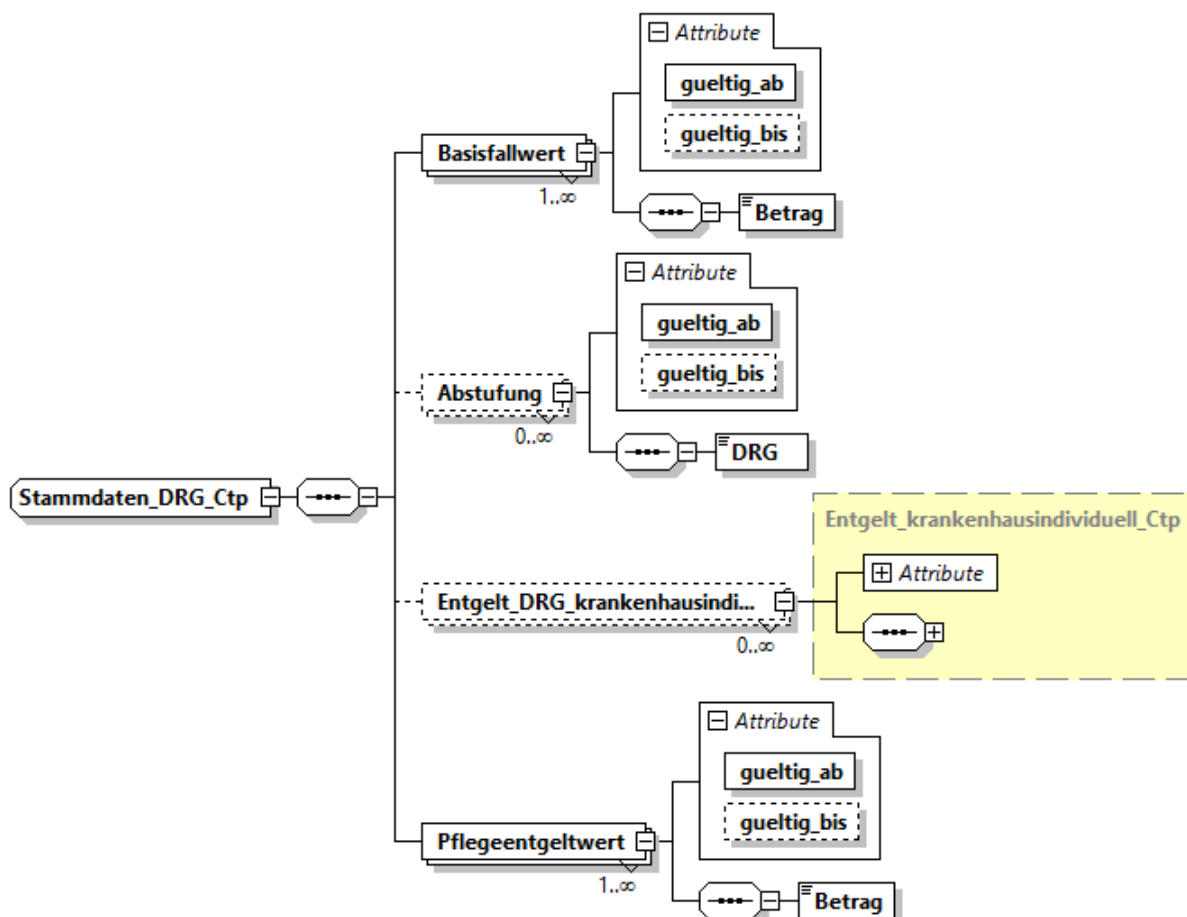 Attribute
gueltig_ab
gueltig_bis
Basisfallwert
1..∞
Betrag
Attribute
gueltig_ab
gueltig_bis
Abstufung
0..∞
DRG
Stammdaten_DRG_Ctp
Entgelt_krankenhausindividuell_Ctp
Attribute
Entgelt_DRG_krankenhausindi...
0..∞
Attribute
gueltig_ab
gueltig_bis
Pflegeentgeltwert
1..∞
Betrag